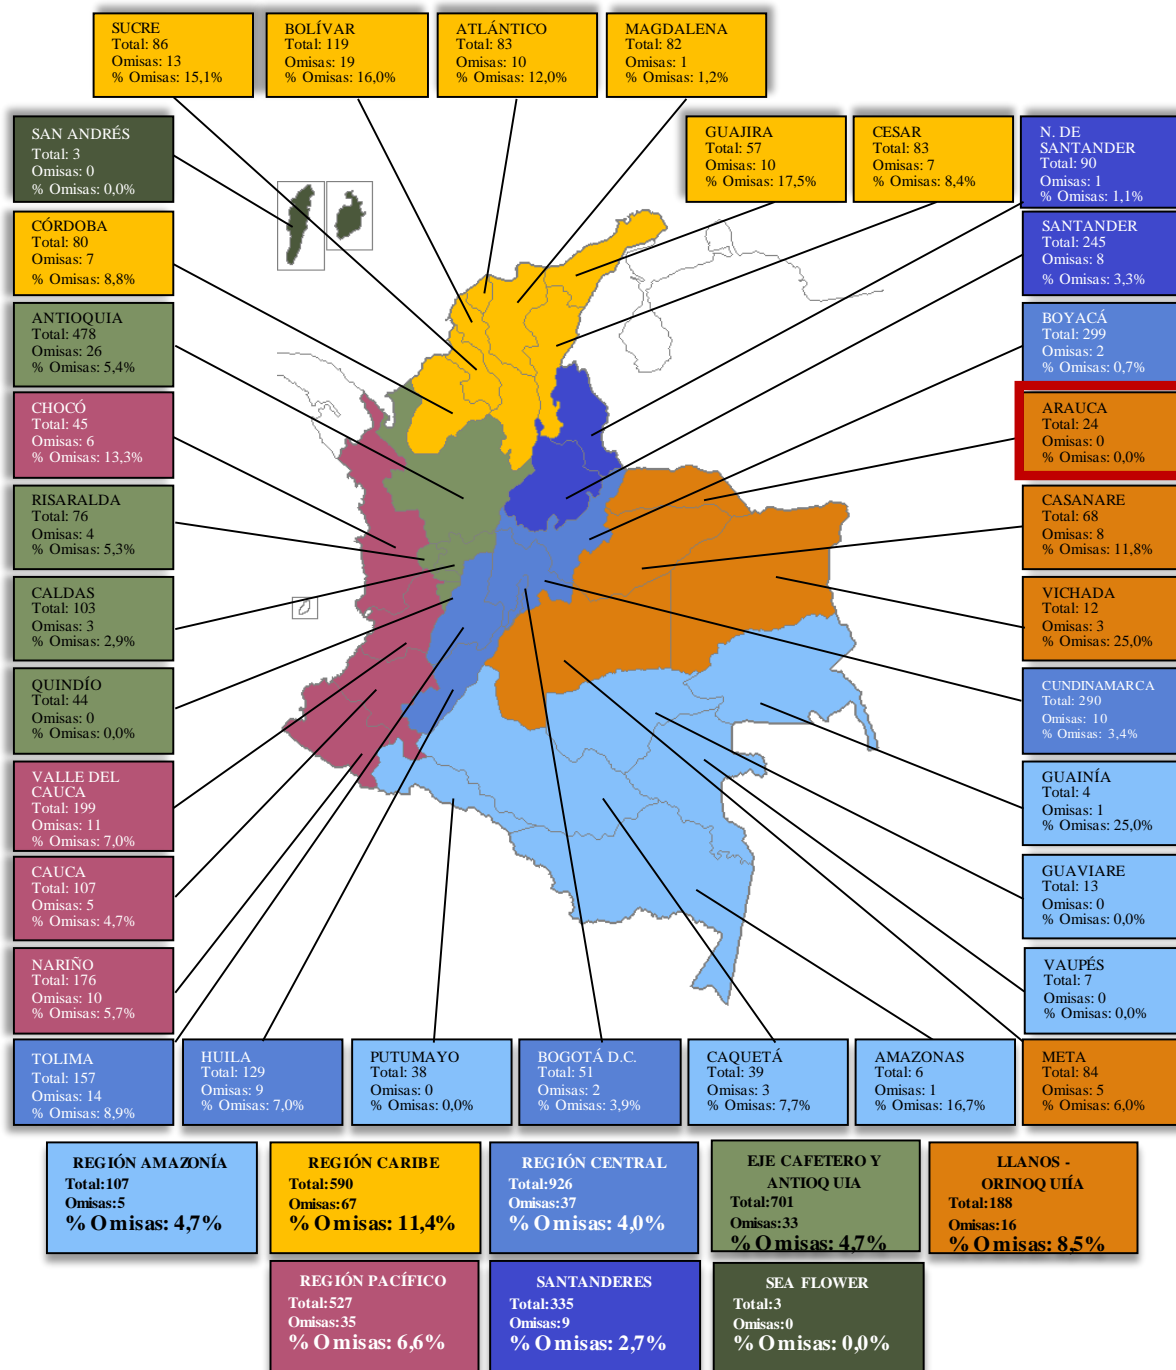 SUCRE
Total: 86
Omisas: 13
% Omisas: 15,1%
BOLÍVAR
Total: 119
Omisas: 19
% Omisas: 16,0%
ATLÁNTICO
Total: 83
Omisas: 10
% Omisas: 12,0%
MAGDALENA
Total: 82
Omisas: 1
% Omisas: 1,2%
SAN ANDRÉS
Total: 3
Omisas: 0
% Omisas: 0,0%
GUAJIRA
Total: 57
Omisas: 10
% Omisas: 17,5%
CESAR
Total: 83
Omisas: 7
% Omisas: 8,4%
N. DE
SANTANDER
Total: 90
Omisas: 1
% Omisas: 1,1%
CÓRDOBA
Total: 80
Omisas: 7
% Omisas: 8,8%
SANTANDER
Total: 245
Omisas: 8
% Omisas: 3,3%
ANTIOQUIA
Total: 478
Omisas: 26
% Omisas: 5,4%
BOYACÁ
Total: 299
Omisas: 2
% Omisas: 0,7%
CHOCÓ
Total: 45
Omisas: 6
% Omisas: 13,3%
ARAUCA
Total: 24
Omisas: 0
% Omisas: 0,0%
RISARALDA
Total: 76
Omisas: 4
% Omisas: 5,3%
CASANARE
Total: 68
Omisas: 8
% Omisas: 11,8%
CALDAS
Total: 103
Omisas: 3
% Omisas: 2,9%
VICHADA
Total: 12
Omisas: 3
% Omisas: 25,0%
QUINDÍO
Total: 44
Omisas: 0
% Omisas: 0,0%
CUNDINAMARCA
Total: 290
Omisas: 10
% Omisas: 3,4%
VALLE DEL
CAUCA
Total: 199
Omisas: 11
% Omisas: 7,0%
GUAINÍA
Total: 4
Omisas: 1
% Omisas: 25,0%
CAUCA
Total: 107
Omisas: 5
% Omisas: 4,7%
GUAVIARE
Total: 13
Omisas: 0
% Omisas: 0,0%
NARIÑO
Total: 176
Omisas: 10
% Omisas: 5,7%
VAUPÉS
Total: 7
Omisas: 0
% Omisas: 0,0%
TOLIMA
Total: 157
Omisas: 14
% Omisas: 8,9%
HUILA
Total: 129
Omisas: 9
% Omisas: 7,0%
PUTUMAYO
Total: 38
Omisas: 0
% Omisas: 0,0%
BOGOTÁ D.C.
Total: 51
Omisas: 2
% Omisas: 3,9%
CAQUETÁ
Total: 39
Omisas: 3
% Omisas: 7,7%
AMAZONAS
Total: 6
Omisas: 1
% Omisas: 16,7%
META
Total: 84
Omisas: 5
% Omisas: 6,0%
REGIÓN AMAZONÍA
Total:107
Omisas:5
% Omisas: 4,7%
REGIÓN CARIBE
Total:590
Omisas:67
% Omisas: 11,4%
REGIÓN CENTRAL
Total:926
Omisas:37
% Omisas: 4,0%
EJE CAFETERO Y
ANTIOQ UIA
Total:701
Omisas:33
% Omisas: 4,7%
LLANOS -
ORINOQ UIÍA
Total:188
Omisas:16
% Omisas: 8,5%
REGIÓN PACÍFICO
Total:527
Omisas:35
% Omisas: 6,6%
SANTANDERES
Total:335
Omisas:9
% Omisas: 2,7%
SEA FLOWER
Total:3
Omisas:0
% Omisas: 0,0%